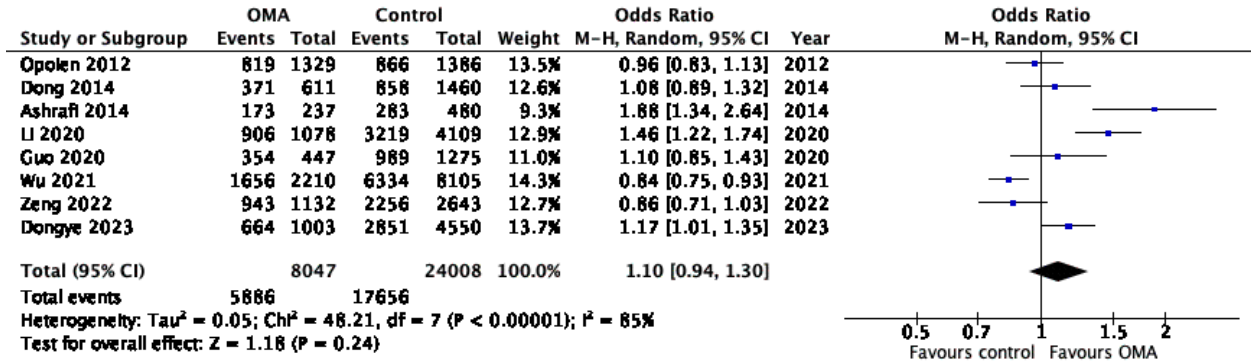 OMA Control Odds Ratio Odds Ratio
Study or Subgroup Events Total Events Total Weight M-H, Random, 95% CI Year M-H, Random, 95% CI
Opolen 2012 819 1329 866 1386 13.5% 0.96 [0.83, 1.13] 2012
Dong 2014 371 611 858 1460 12.6% 1.08 [0.89, 1.32] 2014
Ashrafi 2014 173 237 283 480 9.3% 1.88 [1.34, 2.64] 2014
LI 2020 906 1078 3219 4109 12.9% 1.46 [1.22, 1.74] 2020
Guo 2020 354 447 989 1275 11.0% 1.10 [0.85, 1.43] 2020
Wu 2021 1656 2210 6334 8105 14.3% 0.84 [0.75, 0.93] 2021
Zeng 2022 943 1132 2256 2643 12.7% 0.86 [0.71, 1.03] 2022
Dongye 2023 664 1003 2851 4550 13.7% 1.17 [1.01, 1.35] 2023
Total (95% CI) 8047 24008 100.0% 1.10 [0.94, 1.30]
Total events 5886 17656
Heterogeneity: Tau² = 0.05; Chi² = 48.21, df = 7 (P < 0.00001); I² = 85%
Test for overall effect: Z = 1.18 (P = 0.24)
0.5 0.7 1 1.5 2
Favours control Favours OMA